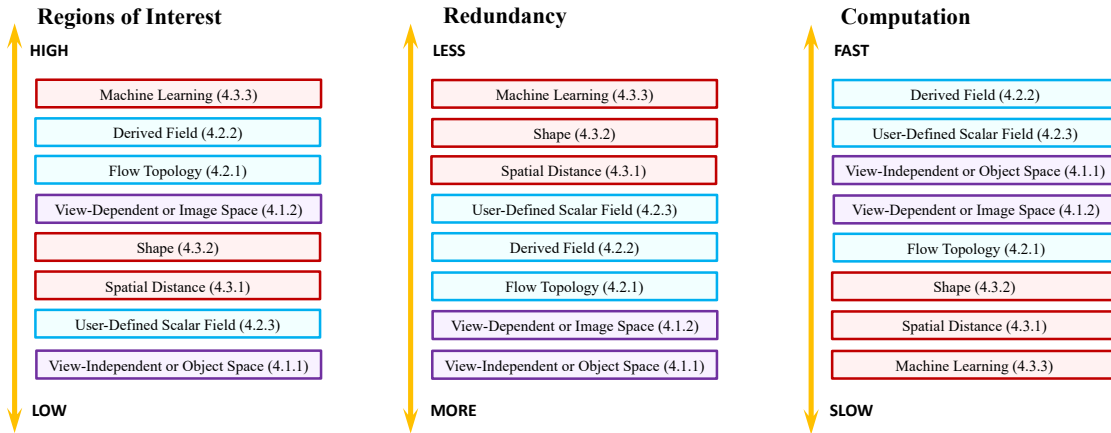 Regions of Interest
HIGH
Machine Learning (4.3.3)
Derived Field (4.2.2)
Flow Topology (4.2.1)
View-Dependent or Image Space (4.1.2)
Shape (4.3.2)
Spatial Distance (4.3.1)
User-Defined Scalar Field (4.2.3)
View-Independent or Object Space (4.1.1)
LOW
Redundancy
LESS
Machine Learning (4.3.3)
Shape (4.3.2)
Spatial Distance (4.3.1)
User-Defined Scalar Field (4.2.3)
Derived Field (4.2.2)
Flow Topology (4.2.1)
View-Dependent or Image Space (4.1.2)
View-Independent or Object Space (4.1.1)
MORE
Computation
FAST
Derived Field (4.2.2)
User-Defined Scalar Field (4.2.3)
View-Independent or Object Space (4.1.1)
View-Dependent or Image Space (4.1.2)
Flow Topology (4.2.1)
Shape (4.3.2)
Spatial Distance (4.3.1)
Machine Learning (4.3.3)
SLOW